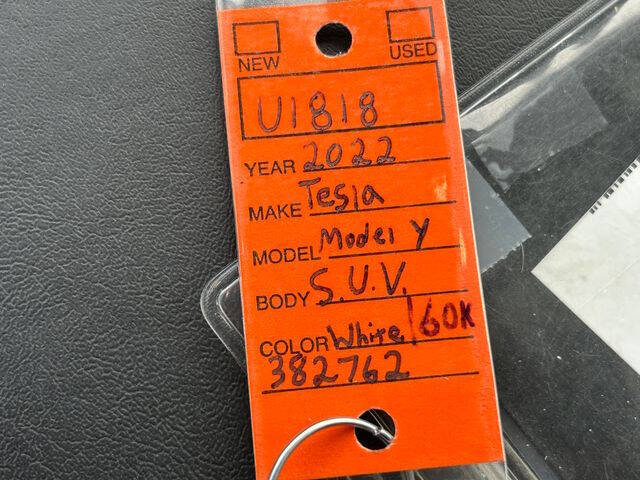 NEW USED
U1818
YEAR 2022
MAKE Tesla
MODEL Model Y
BODY S.U.V.
COLOR White/60K
382762